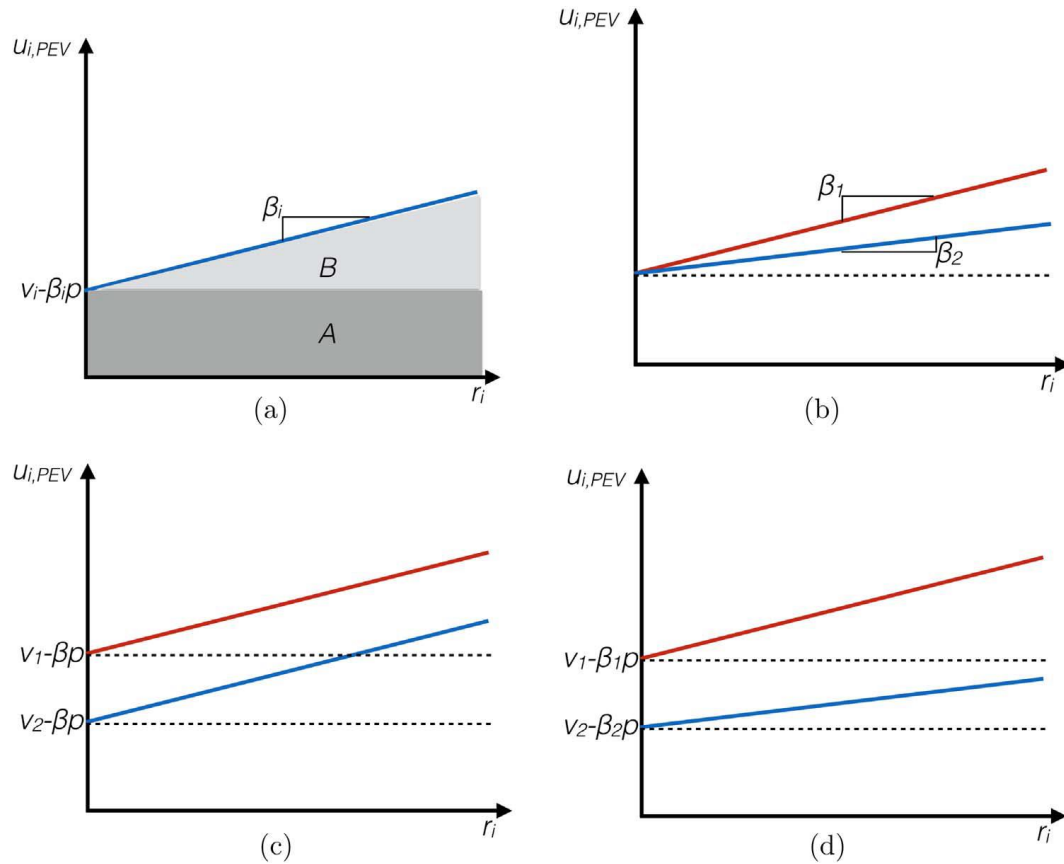 u_{i,PEV}
β_i
B
v_i-β_ip
A
r_i
(a)
u_{i,PEV}
β_1
β_2
r_i
(b)
u_{i,PEV}
v_1-βp
v_2-βp
r_i
(c)
u_{i,PEV}
v_1-β_1p
v_2-β_2p
r_i
(d)